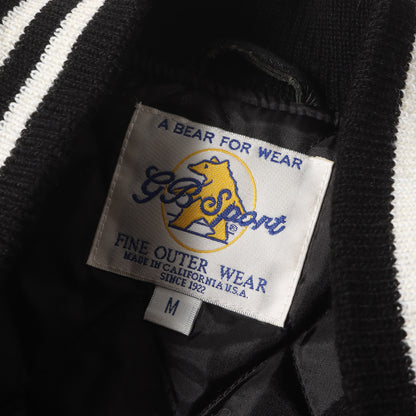 A BEAR FOR WEAR
GB Sport
®
FINE OUTER WEAR
MADE IN CALIFORNIA U.S.A.
SINCE 1922
M